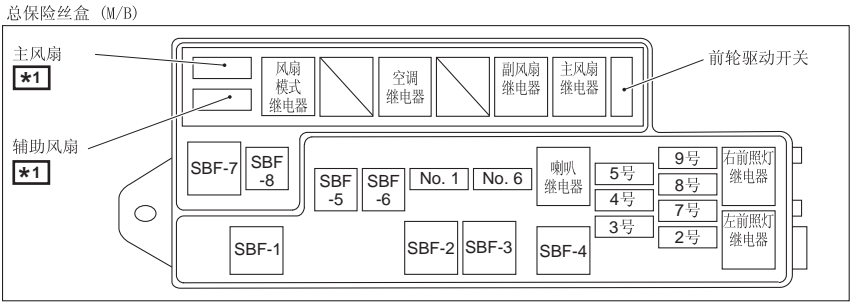 总保险丝盒 (M/B)
主风扇
*1
辅助风扇
*1
风扇
模式
继电器
空调
继电器
副风扇
继电器
主风扇
继电器
前轮驱动开关
SBF-7
SBF
-8
SBF
-5
SBF
-6
No. 1
No. 6
喇叭
继电器
5号
4号
3号
9号
8号
7号
2号
右前照灯
继电器
左前照灯
继电器
SBF-1
SBF-2
SBF-3
SBF-4